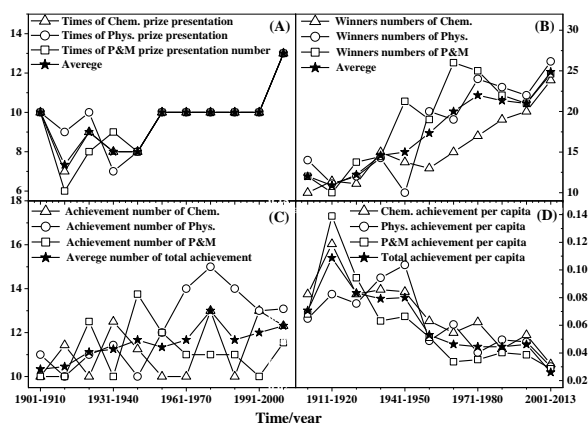 Times of Chem. prize presentation (A)
Times of Phys. prize presentation
Times of P&M prize presentation number
Averege
14
12
10
8
6
Winners numbers of Chem. (B)
Winners numbers of Phys.
Winners numbers of P&M
Averege
30
25
20
15
10
Achievement number of Chem.
Achievement number of Phys.
(C) Achievement number of P&M
Averege number of total achievement
18
16
14
12
10
1901-1910 1931-1940 1961-1970 1991-2000
Chem. achievement per capita
Phys. achievement per capita
P&M achievement per capita (D)
Total achievement per capita
0.14
0.12
0.10
0.08
0.06
0.04
0.02
1911-1920 1941-1950 1971-1980 2001-2013
Time/year